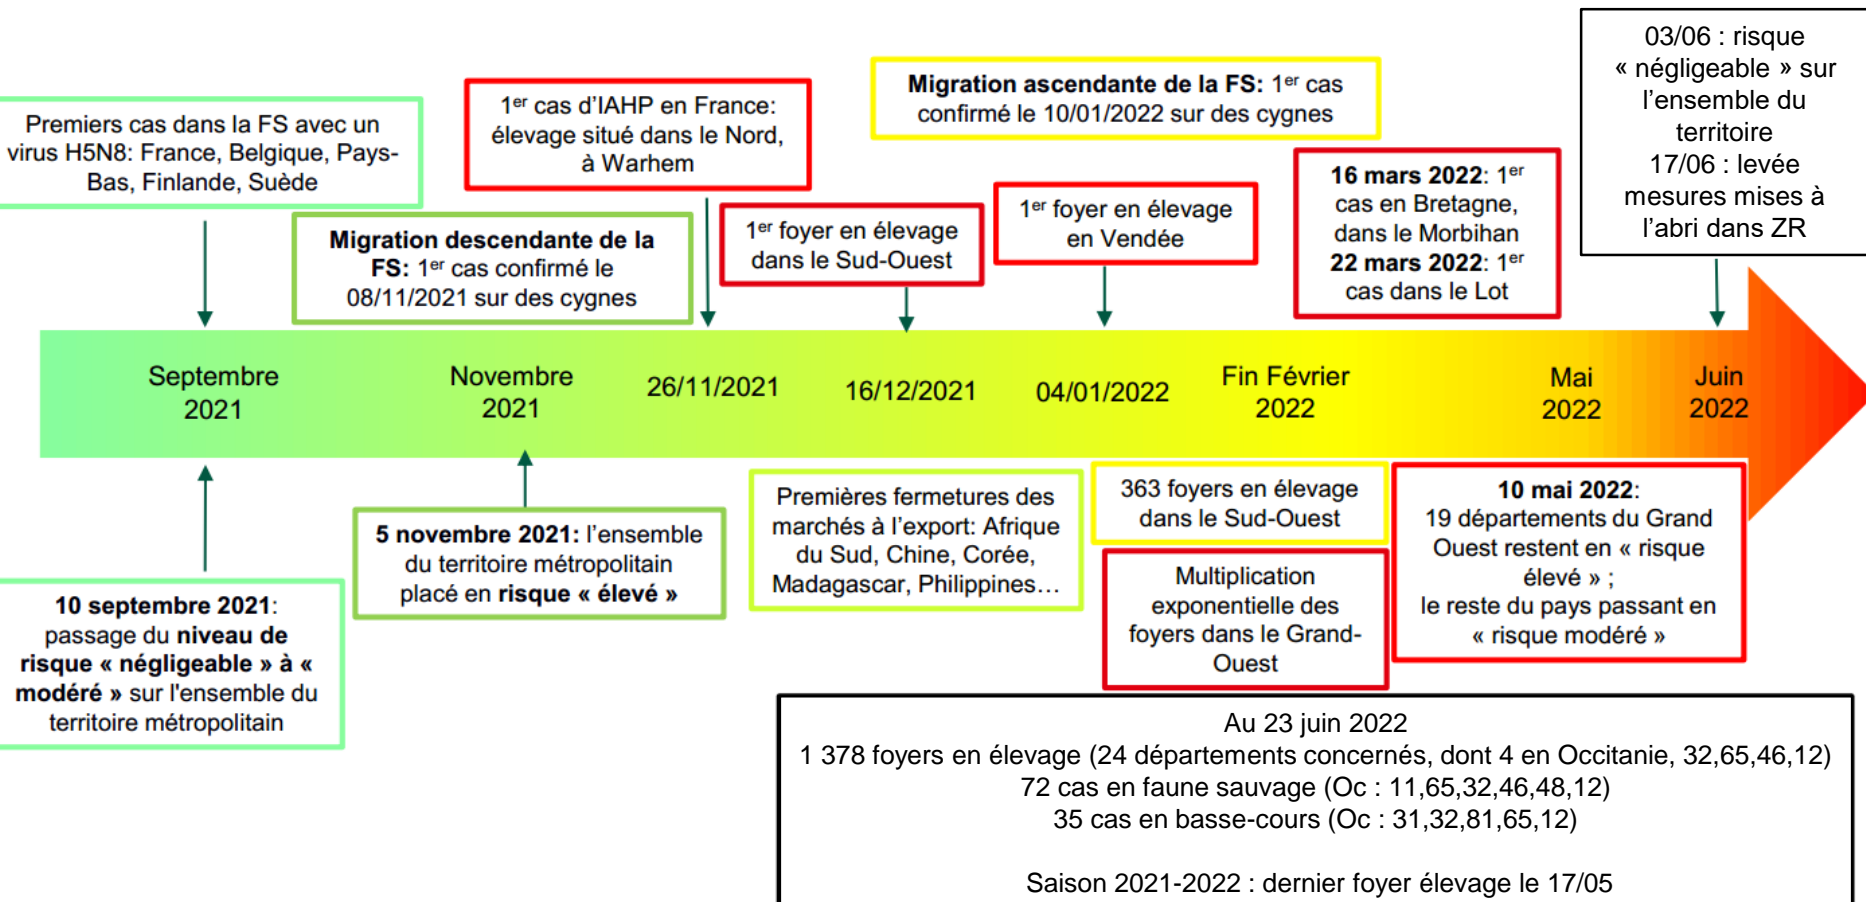 Premiers cas dans la FS avec un
virus H5N8: France, Belgique, Pays-
Bas, Finlande, Suède
Migration descendante de la
FS: 1er cas confirmé le
08/11/2021 sur des cygnes
1er cas d'IAHP en France:
élevage situé dans le Nord,
à Warhem
1er foyer en élevage
dans le Sud-Ouest
Migration ascendante de la FS: 1er cas
confirmé le 10/01/2022 sur des cygnes
1er foyer en élevage
en Vendée
16 mars 2022: 1er
cas en Bretagne,
dans le Morbihan
22 mars 2022: 1er
cas dans le Lot
03/06 : risque
« négligeable » sur
l'ensemble du
territoire
17/06 : levée
mesures mises à
l'abri dans ZR
Septembre
2021
Novembre
2021
26/11/2021
16/12/2021
04/01/2022
Fin Février
2022
Mai
2022
Juin
2022
10 septembre 2021:
passage du niveau de
risque « négligeable » à «
modéré » sur l'ensemble du
territoire métropolitain
5 novembre 2021: l'ensemble
du territoire métropolitain
placé en risque « élevé »
Premières fermetures des
marchés à l'export: Afrique
du Sud, Chine, Corée,
Madagascar, Philippines…
363 foyers en élevage
dans le Sud-Ouest
Multiplication
exponentielle des
foyers dans le Grand-
Ouest
10 mai 2022:
19 départements du Grand
Ouest restent en « risque
élevé » ;
le reste du pays passant en
« risque modéré »
Au 23 juin 2022
1 378 foyers en élevage (24 départements concernés, dont 4 en Occitanie, 32,65,46,12)
72 cas en faune sauvage (Oc : 11,65,32,46,48,12)
35 cas en basse-cours (Oc : 31,32,81,65,12)
Saison 2021-2022 : dernier foyer élevage le 17/05